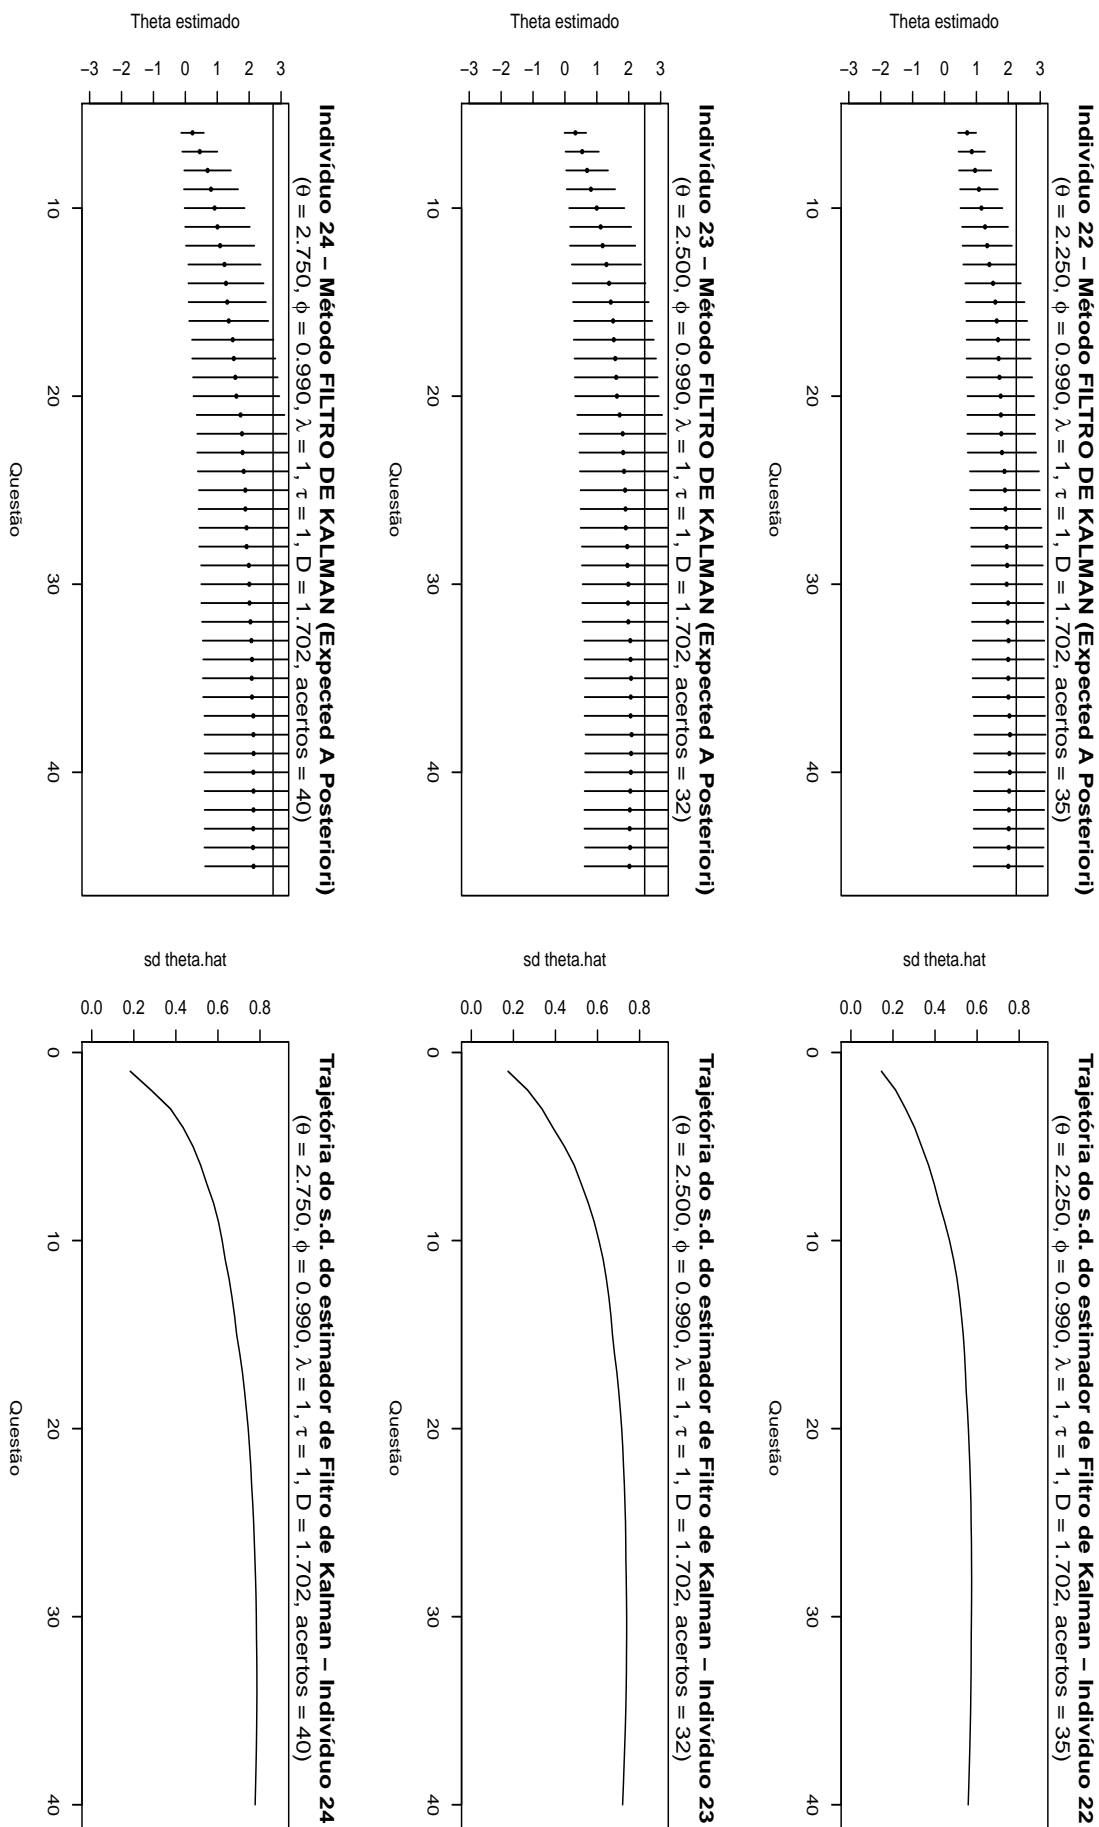 Indivíduo 22 – Método FILTRO DE KALMAN (Expected A Posteriori)
(θ = 2.250, ϕ = 0.990, λ = 1, τ = 1, D = 1.702, acertos = 35)
Theta estimado
−3 −2 −1 0 1 2 3
10 20 30 40
Questão
Trajetória do s.d. do estimador de Filtro de Kalman – Indivíduo 22
(θ = 2.250, ϕ = 0.990, λ = 1, τ = 1, D = 1.702, acertos = 35)
sd theta.hat
0.0 0.2 0.4 0.6 0.8
0 10 20 30 40
Questão
Indivíduo 23 – Método FILTRO DE KALMAN (Expected A Posteriori)
(θ = 2.500, ϕ = 0.990, λ = 1, τ = 1, D = 1.702, acertos = 32)
Theta estimado
−3 −2 −1 0 1 2 3
10 20 30 40
Questão
Trajetória do s.d. do estimador de Filtro de Kalman – Indivíduo 23
(θ = 2.500, ϕ = 0.990, λ = 1, τ = 1, D = 1.702, acertos = 32)
sd theta.hat
0.0 0.2 0.4 0.6 0.8
0 10 20 30 40
Questão
Indivíduo 24 – Método FILTRO DE KALMAN (Expected A Posteriori)
(θ = 2.750, ϕ = 0.990, λ = 1, τ = 1, D = 1.702, acertos = 40)
Theta estimado
−3 −2 −1 0 1 2 3
10 20 30 40
Questão
Trajetória do s.d. do estimador de Filtro de Kalman – Indivíduo 24
(θ = 2.750, ϕ = 0.990, λ = 1, τ = 1, D = 1.702, acertos = 40)
sd theta.hat
0.0 0.2 0.4 0.6 0.8
0 10 20 30 40
Questão